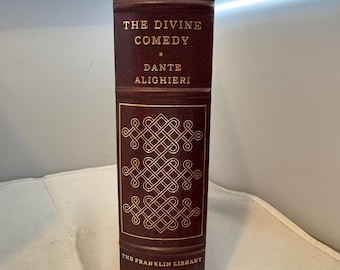 THE DIVINE
COMEDY
DANTE
ALIGHIERI
THE FRANKLIN LIBRARY